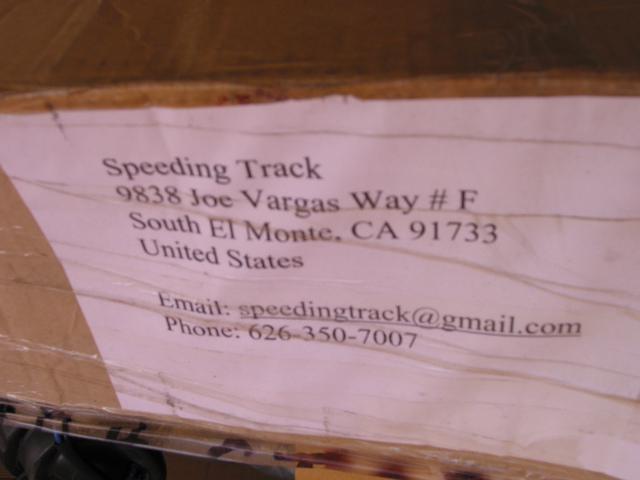 Speeding Track
9838 Joe Vargas Way # F
South El Monte, CA 91733
United States
Email: speedingtrack@gmail.com
Phone: 626-350-7007